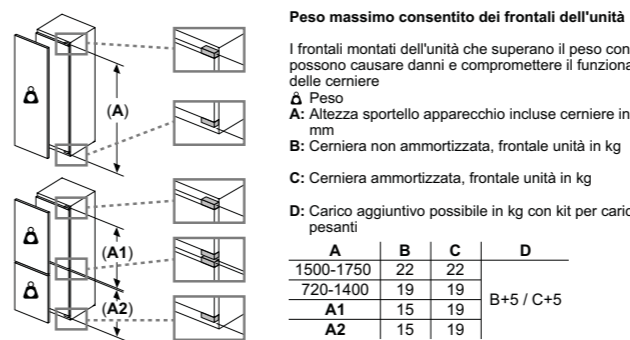 Peso massimo consentito dei frontali dell'unità
I frontali montati dell'unità che superano il peso con
possono causare danni e compromettere il funziona
delle cerniere
Peso
A: Altezza sportello apparecchio incluse cerniere in
mm
B: Cerniera non ammortizzata, frontale unità in kg
C: Cerniera ammortizzata, frontale unità in kg
D: Carico aggiuntivo possibile in kg con kit per caric
pesanti
(A)
(A1)
(A2)
A B C D
1500-1750 22 22
720-1400 19 19
A1 15 19
A2 15 19
B+5 / C+5